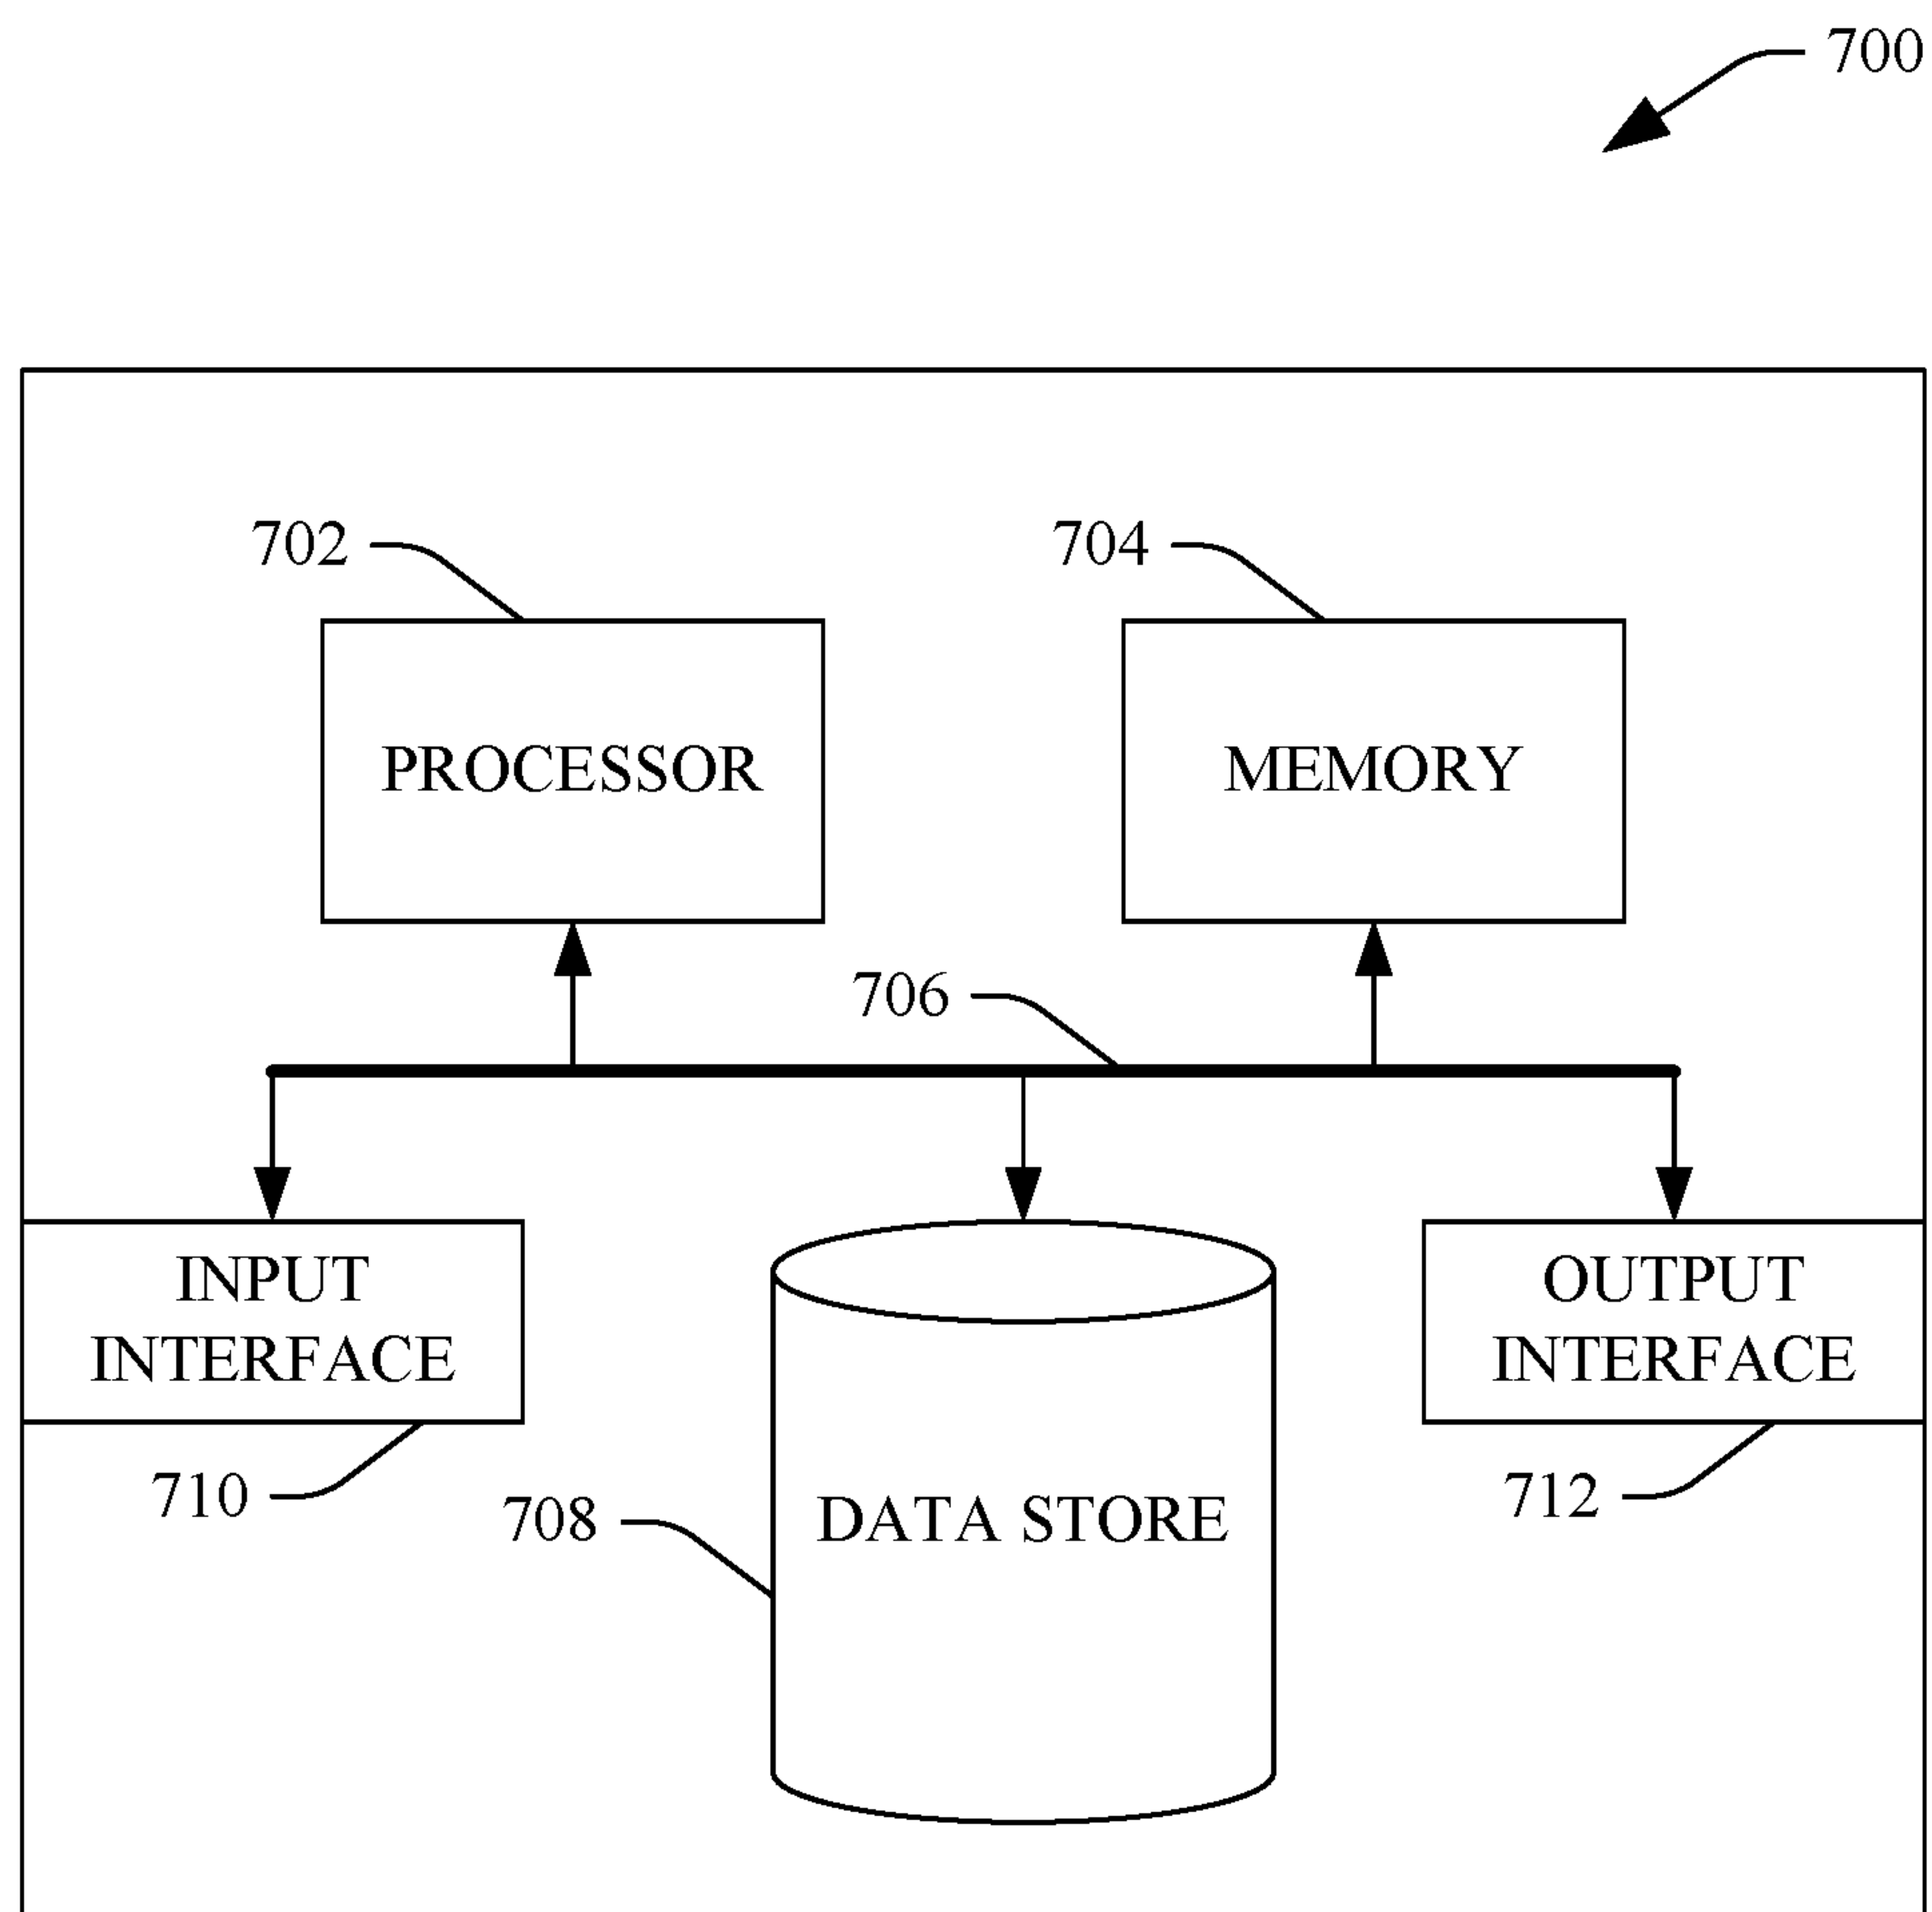 700
702
704
PROCESSOR
MEMORY
706
INPUT
INTERFACE
OUTPUT
INTERFACE
710
708
DATA STORE
712